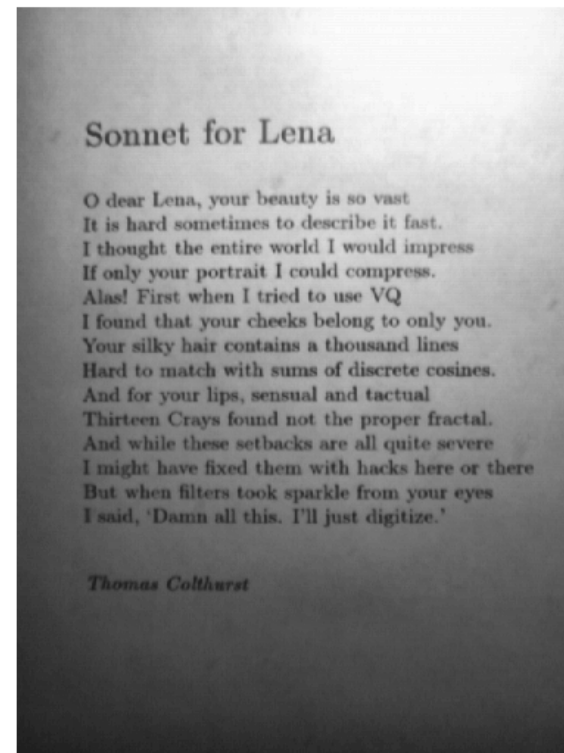 Sonnet for Lena
O dear Lena, your beauty is so vast
It is hard sometimes to describe it fast.
I thought the entire world I would impress
If only your portrait I could compress.
Alas! First when I tried to use VQ
I found that your cheeks belong to only you.
Your silky hair contains a thousand lines
Hard to match with sums of discrete cosines.
And for your lips, sensual and tactual
Thirteen Crays found not the proper fractal.
And while these setbacks are all quite severe
I might have fixed them with hacks here or there
But when filters took sparkle from your eyes
I said, ‘Damn all this. I'll just digitize.’
Thomas Colthurst